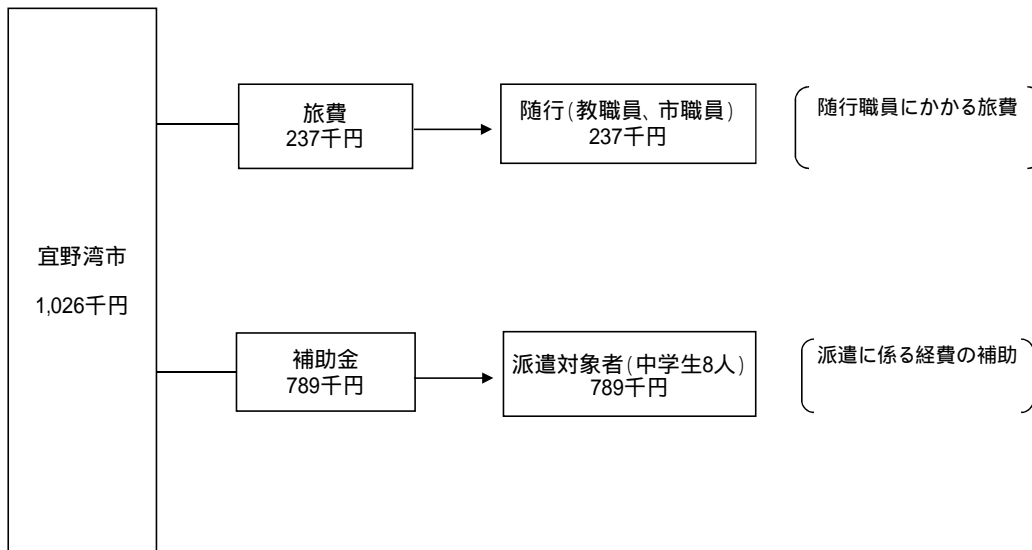 宜野湾市
1,026千円
旅費
237千円
随行(教職員、市職員)
237千円
随行職員にかかる旅費
補助金
789千円
派遣対象者(中学生8人)
789千円
派遣に係る経費の補助